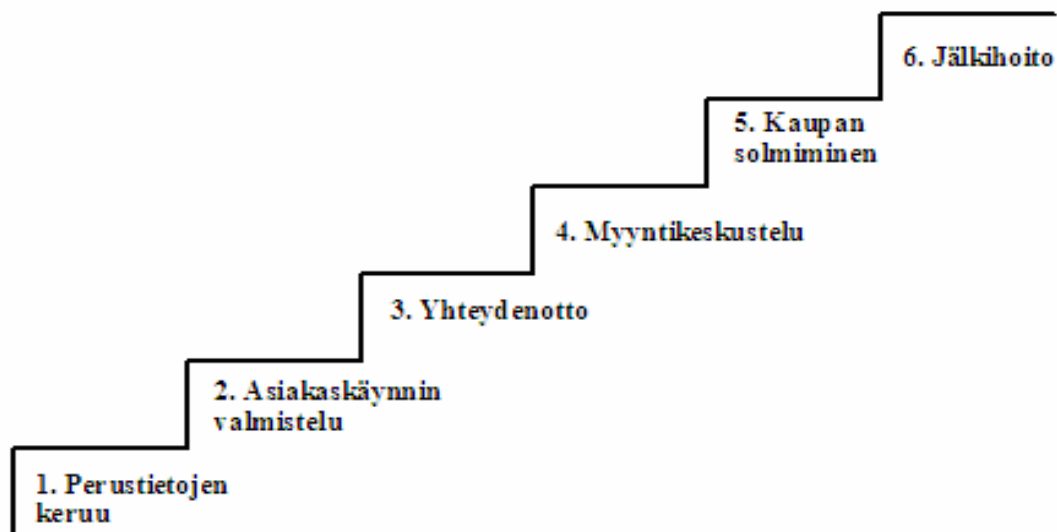 6. Jälkihoito
5. Kaupan
solmiminen
4. Myyntikeskustelu
3. Yhteydenotto
2. Asiakaskäynnin
valmistelu
1. Perustietojen
keruu